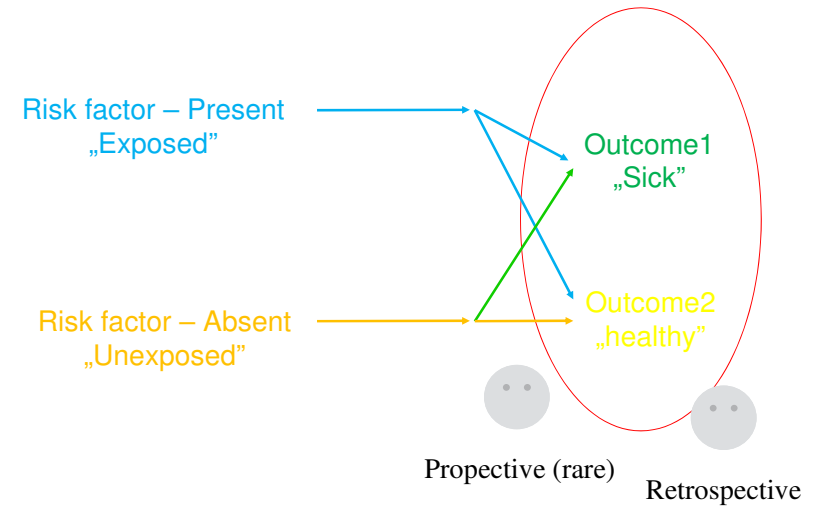 Risk factor – Present
„Exposed”
Outcome1
„Sick”
Risk factor – Absent
„Unexposed”
Outcome2
„healthy”
Propective (rare)
Retrospective